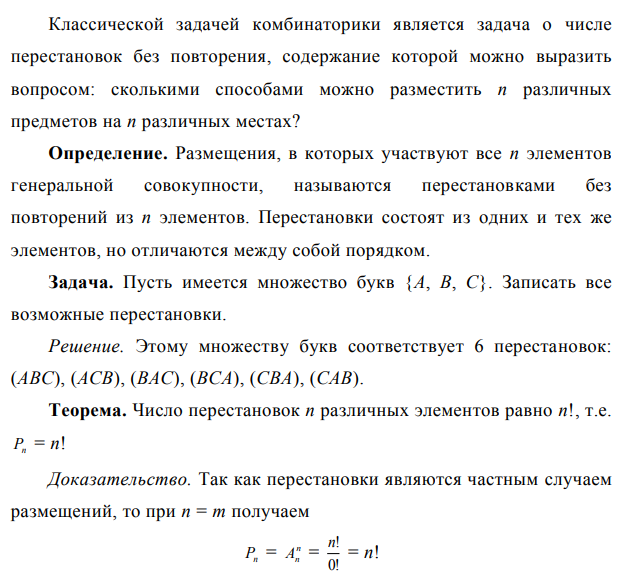 Классической задачей комбинаторики является задача о числе
перестановок без повторения, содержание которой можно выразить
вопросом: сколькими способами можно разместить n различных
предметов на n различных местах?
Определение. Размещения, в которых участвуют все n элементов
генеральной совокупности, называются перестановками без
повторений из n элементов. Перестановки состоят из одних и тех же
элементов, но отличаются между собой порядком.
Задача. Пусть имеется множество букв {A, B, C}. Записать все
возможные перестановки.
Решение. Этому множеству букв соответствует 6 перестановок:
(ABC), (ACB), (BAC), (BCA), (CBA), (CAB).
Теорема. Число перестановок n различных элементов равно n!, т.е.
Pₙ = n!
Доказательство. Так как перестановки являются частным случаем
размещений, то при n = m получаем
Pₙ = Aₙⁿ = n!/0! = n!